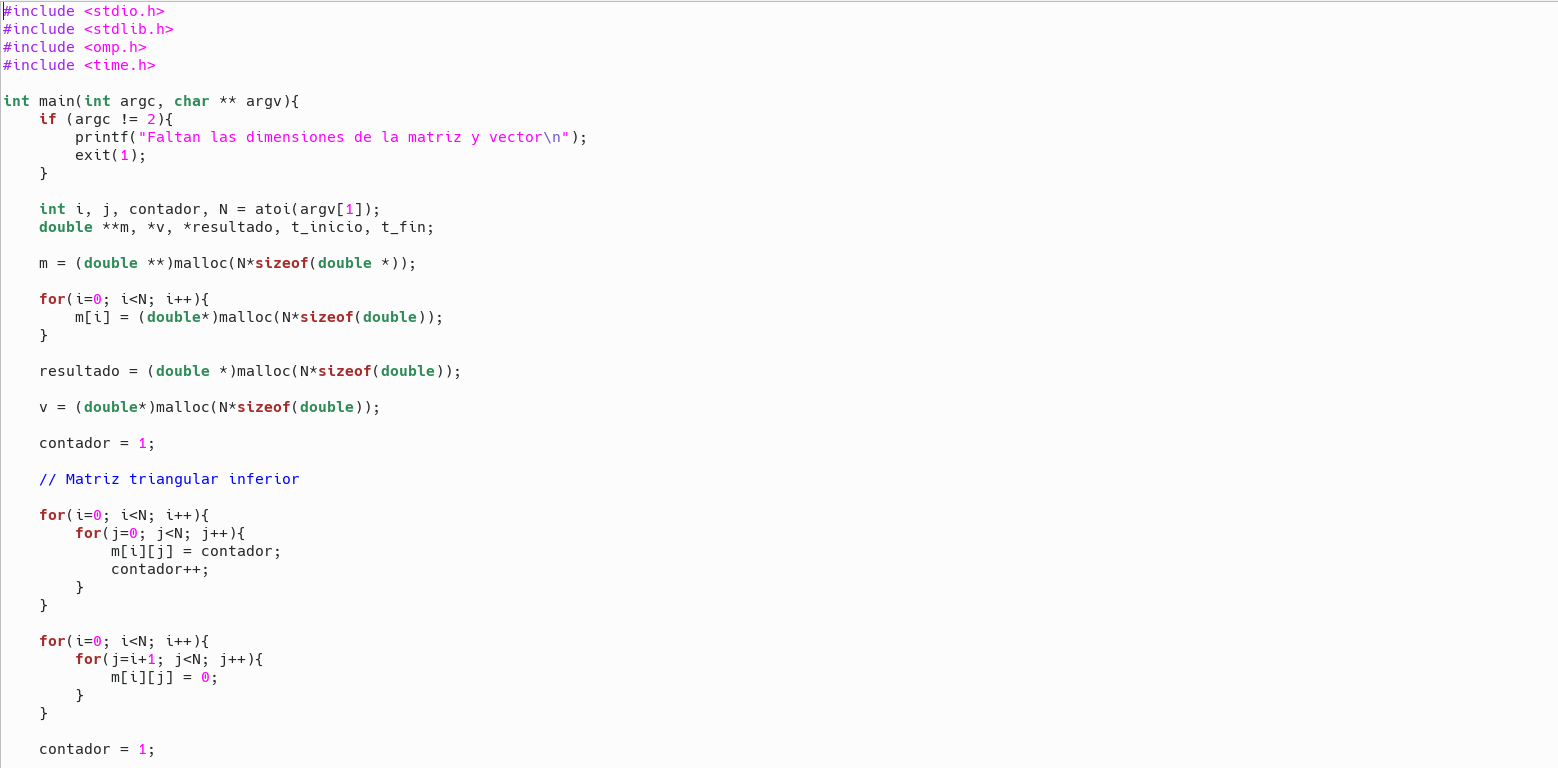 #include <stdio.h>
#include <stdlib.h>
#include <omp.h>
#include <time.h>

int main(int argc, char ** argv){
    if (argc != 2){
        printf("Faltan las dimensiones de la matriz y vector\n");
        exit(1);
    }

    int i, j, contador, N = atoi(argv[1]);
    double **m, *v, *resultado, t_inicio, t_fin;

    m = (double **)malloc(N*sizeof(double *));

    for(i=0; i<N; i++){
        m[i] = (double*)malloc(N*sizeof(double));
    }

    resultado = (double *)malloc(N*sizeof(double));

    v = (double*)malloc(N*sizeof(double));

    contador = 1;

    // Matriz triangular inferior

    for(i=0; i<N; i++){
        for(j=0; j<N; j++){
            m[i][j] = contador;
            contador++;
        }
    }

    for(i=0; i<N; i++){
        for(j=i+1; j<N; j++){
            m[i][j] = 0;
        }
    }

    contador = 1;